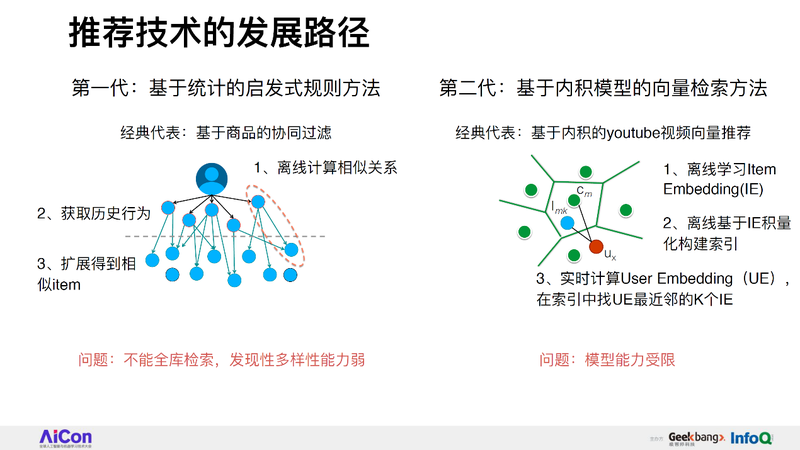 推荐技术的发展路径
第一代：基于统计的启发式规则方法
经典代表：基于商品的协同过滤
1、离线计算相似关系
2、获取历史行为
3、扩展得到相
似item
问题：不能全库检索，发现性多样性能力弱
第二代：基于内积模型的向量检索方法
经典代表：基于内积的youtube视频向量推荐
cm
lmk
ux
1、离线学习Item
Embedding(IE)
2、离线基于IE积量
化构建索引
3、实时计算User Embedding（UE），
在索引中找UE最近邻的K个IE
问题：模型能力受限
AiCon
Geekbang>.
极客邦科技
InfoQ